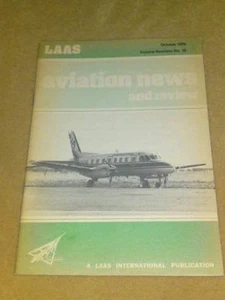 LAAS
aviation news
and review
A LAAS INTERNATIONAL PUBLICATION